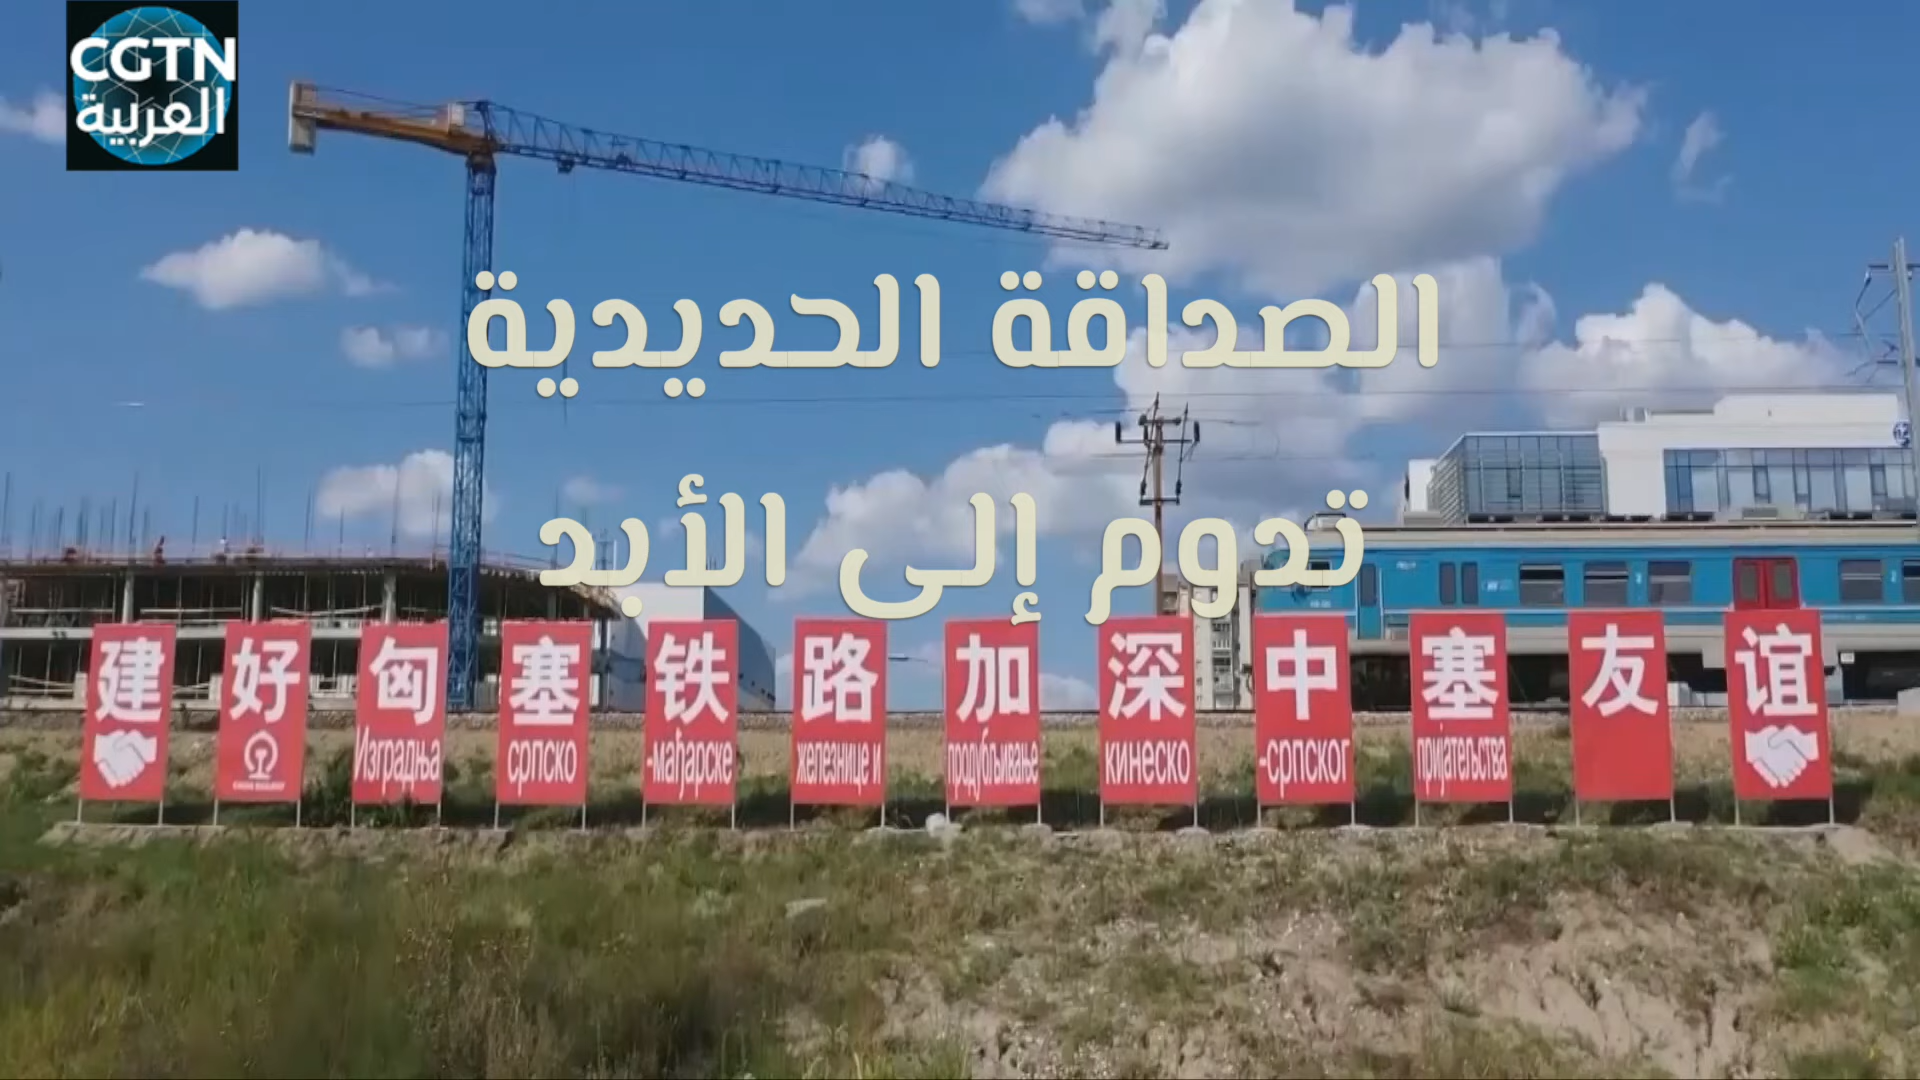 CGTN
العربية
الصداقة الحديدية
تدوم إلى الأبد
建好匈塞铁路加深中塞友谊
Изградња српско -мађарске железнице и продубљивање кинеско -српског пријатељства